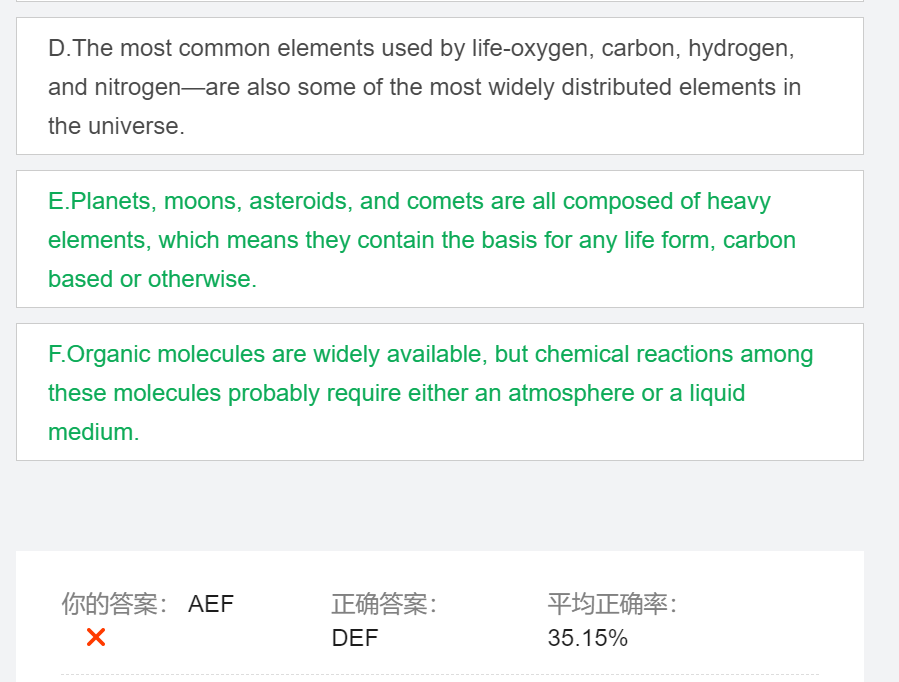 D.The most common elements used by life-oxygen, carbon, hydrogen,
and nitrogen—are also some of the most widely distributed elements in
the universe.
E.Planets, moons, asteroids, and comets are all composed of heavy
elements, which means they contain the basis for any life form, carbon
based or otherwise.
F.Organic molecules are widely available, but chemical reactions among
these molecules probably require either an atmosphere or a liquid
medium.
你的答案： AEF 正确答案： 平均正确率：
DEF 35.15%